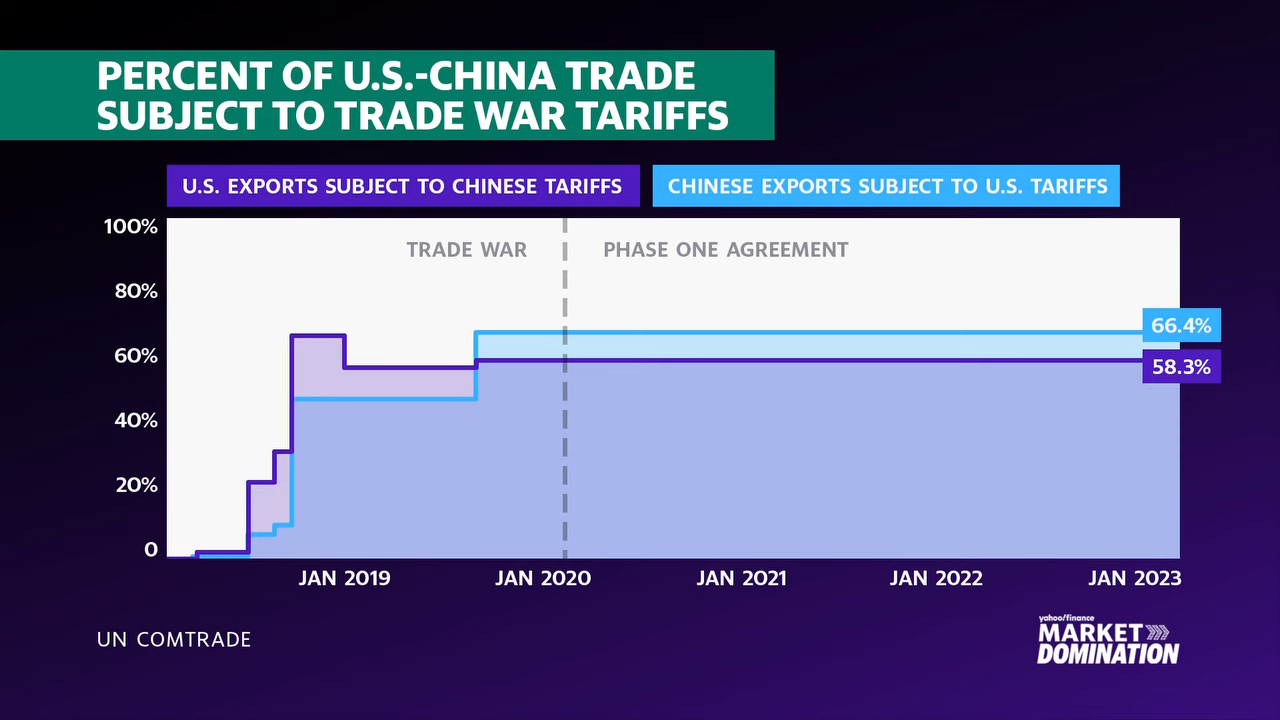 PERCENT OF U.S.-CHINA TRADE
SUBJECT TO TRADE WAR TARIFFS
U.S. EXPORTS SUBJECT TO CHINESE TARIFFS
CHINESE EXPORTS SUBJECT TO U.S. TARIFFS
100%
80%
60%
40%
20%
0
TRADE WAR
PHASE ONE AGREEMENT
66.4%
58.3%
JAN 2019
JAN 2020
JAN 2021
JAN 2022
JAN 2023
UN COMTRADE
yahoo!finance
MARKET
DOMINATION